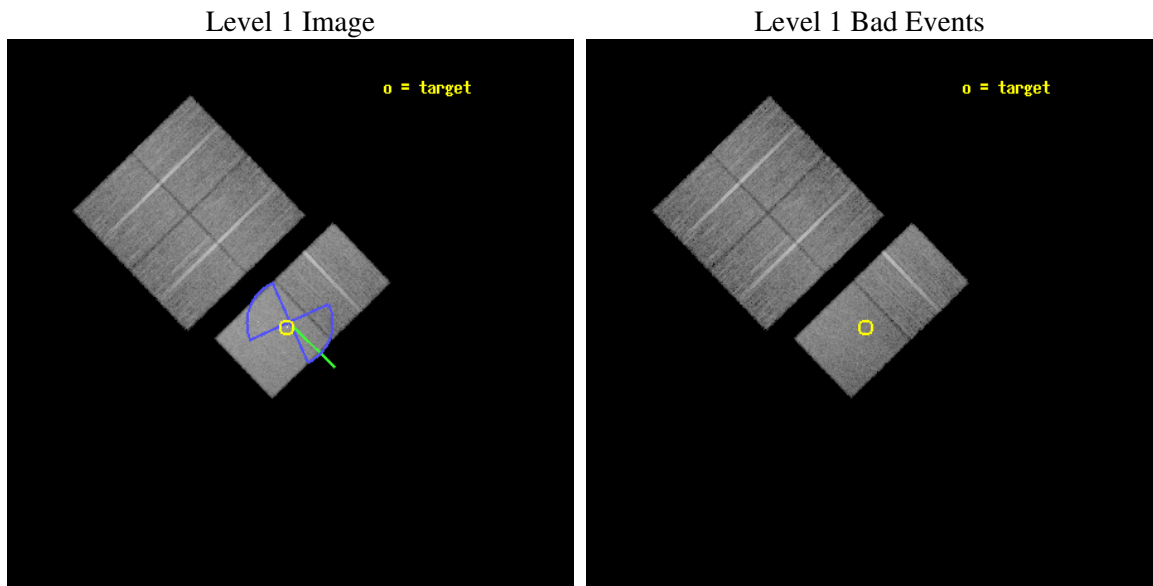 Level 1 Image
Level 1 Bad Events
o = target
o = target